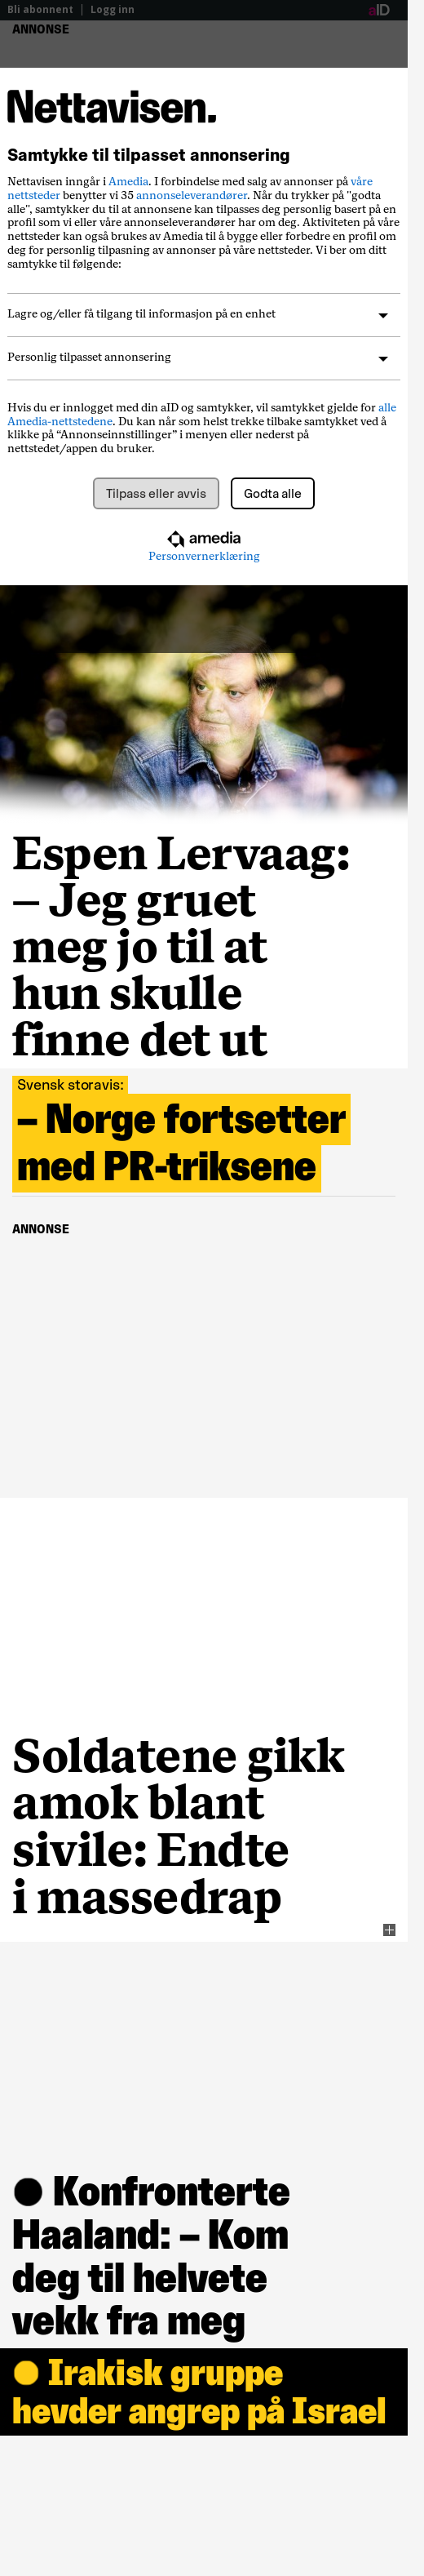 Bli abonnent | Logg inn
aID
ANNONSE
Nettavisen.
Samtykke til tilpasset annonsering
Nettavisen inngår i Amedia. I forbindelse med salg av annonser på våre
nettsteder benytter vi 35 annonseleverandører. Når du trykker på "godta
alle", samtykker du til at annonsene kan tilpasses deg personlig basert på en
profil som vi eller våre annonseleverandører har om deg. Aktiviteten på våre
nettsteder kan også brukes av Amedia til å bygge eller forbedre en profil om
deg for personlig tilpasning av annonser på våre nettsteder. Vi ber om ditt
samtykke til følgende:
Lagre og/eller få tilgang til informasjon på en enhet
Personlig tilpasset annonsering
Hvis du er innlogget med din aID og samtykker, vil samtykket gjelde for alle
Amedia-nettstedene. Du kan når som helst trekke tilbake samtykket ved å
klikke på “Annonseinnstillinger” i menyen eller nederst på
nettstedet/appen du bruker.
Tilpass eller avvis
Godta alle
amedia
Personvernerklæring
Espen Lervaag:
– Jeg gruet
meg jo til at
hun skulle
finne det ut
Svensk storavis:
– Norge fortsetter
med PR-triksene
ANNONSE
Soldatene gikk
amok blant
sivile: Endte
i massedrap
● Konfronterte
Haaland: – Kom
deg til helvete
vekk fra meg
● Irakisk gruppe
hevder angrep på Israel